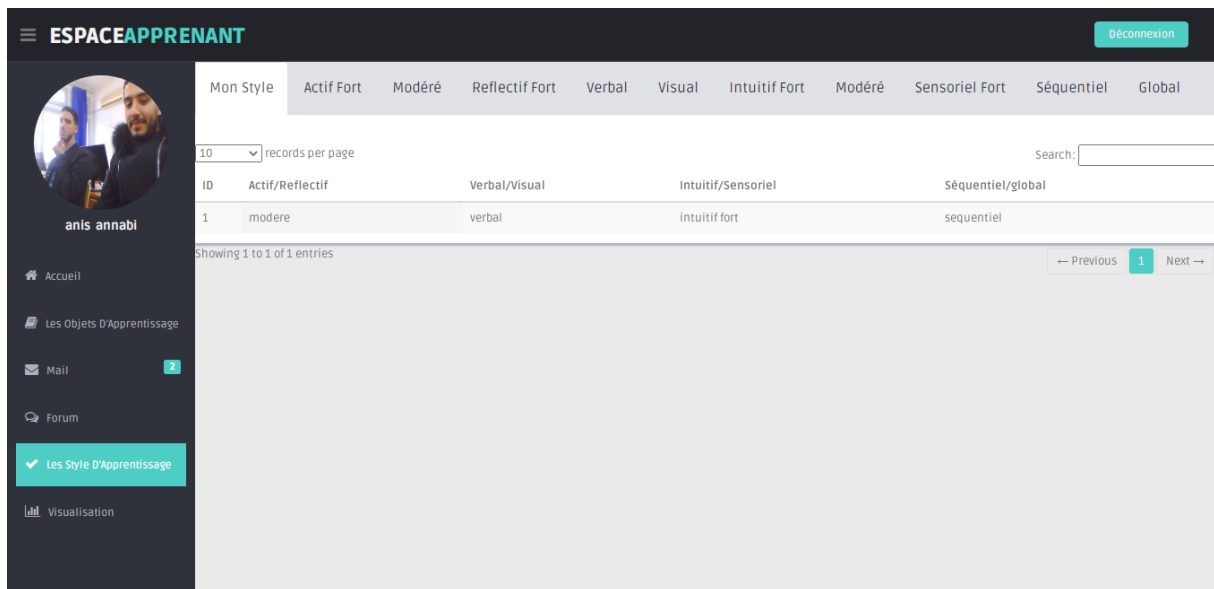 ESPACEAPPRENANT
Déconnexion
Mon Style Actif Fort Modéré Reflectif Fort Verbal Visual Intuitif Fort Modéré Sensoriel Fort Séquentiel Global
10 records per page
Search:
ID Actif/Reflectif Verbal/Visual Intuitif/Sensoriel Séquentiel/global
1 modere verbal intuitif fort sequentiel
Showing 1 to 1 of 1 entries
← Previous 1 Next →
anis annabi
Accueil
Les Objets D'Apprentissage
Mail 2
Forum
Les Style D'Apprentissage
Visualisation